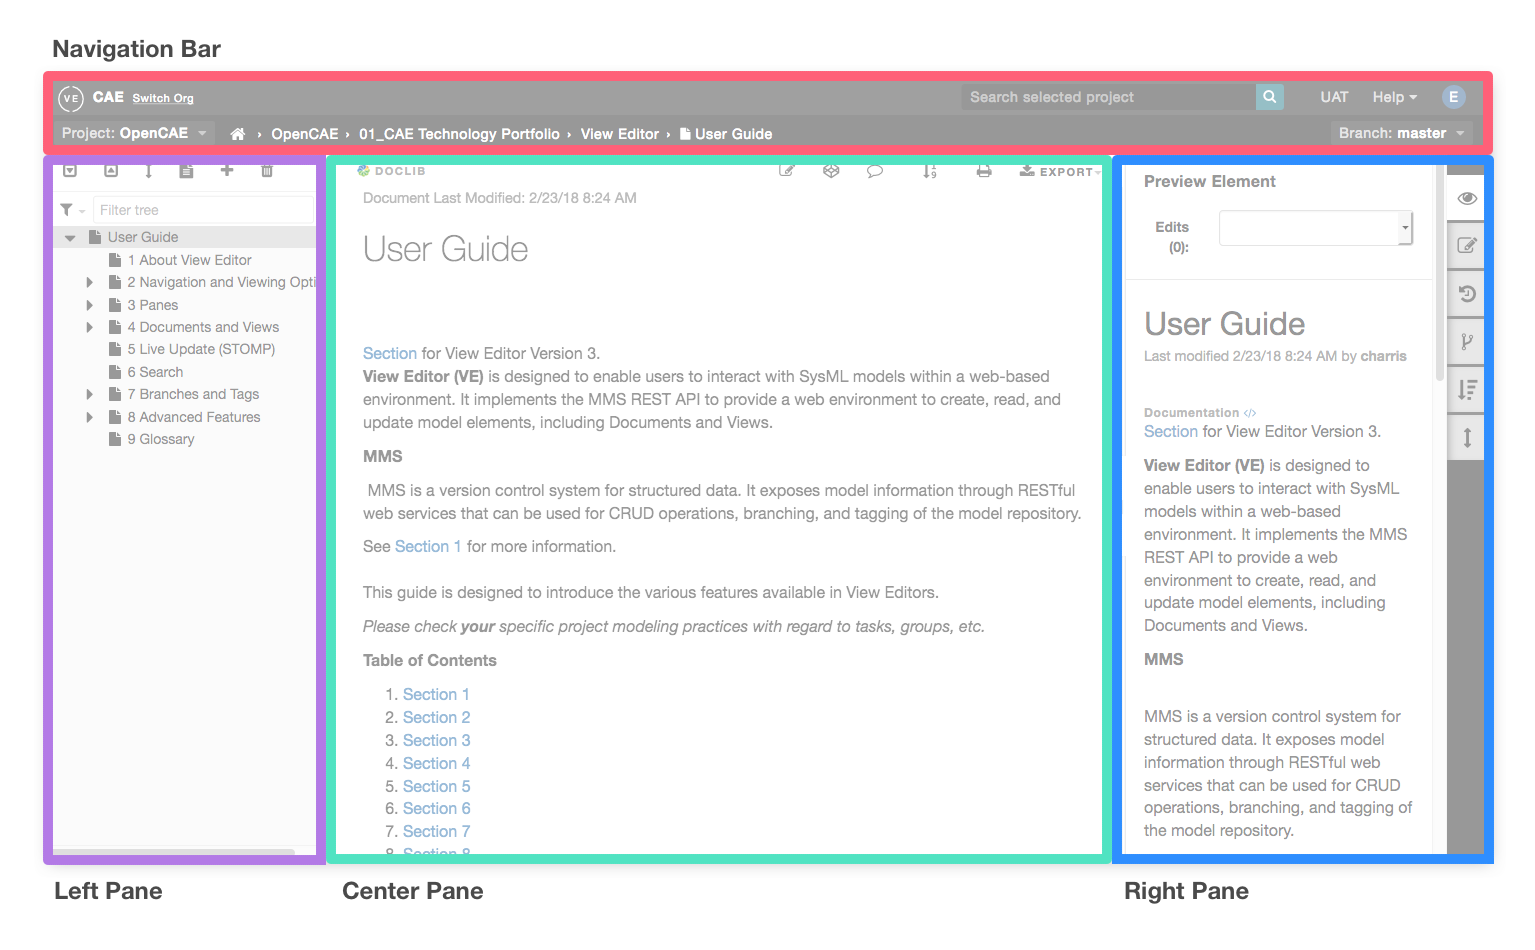 Navigation Bar
VE CAE Switch Org Search selected project UAT Help E
Project: OpenCAE › OpenCAE › 01_CAE Technology Portfolio › View Editor › User Guide Branch: master
Filter tree
User Guide
1 About View Editor
2 Navigation and Viewing Opti
3 Panes
4 Documents and Views
5 Live Update (STOMP)
6 Search
7 Branches and Tags
8 Advanced Features
9 Glossary
Left Pane
DOCLIB EXPORT
Document Last Modified: 2/23/18 8:24 AM
User Guide
Section for View Editor Version 3.
View Editor (VE) is designed to enable users to interact with SysML models within a web-based
environment. It implements the MMS REST API to provide a web environment to create, read, and
update model elements, including Documents and Views.
MMS
MMS is a version control system for structured data. It exposes model information through RESTful
web services that can be used for CRUD operations, branching, and tagging of the model repository.
See Section 1 for more information.
This guide is designed to introduce the various features available in View Editors.
Please check your specific project modeling practices with regard to tasks, groups, etc.
Table of Contents
1. Section 1
2. Section 2
3. Section 3
4. Section 4
5. Section 5
6. Section 6
7. Section 7
8. Section 8
Center Pane
Preview Element
Edits
(0):
User Guide
Last modified 2/23/18 8:24 AM by charris
Documentation </>
Section for View Editor Version 3.
View Editor (VE) is designed to
enable users to interact with SysML
models within a web-based
environment. It implements the MMS
REST API to provide a web
environment to create, read, and
update model elements, including
Documents and Views.
MMS
MMS is a version control system for
structured data. It exposes model
information through RESTful web
services that can be used for CRUD
operations, branching, and tagging of
the model repository.
Right Pane